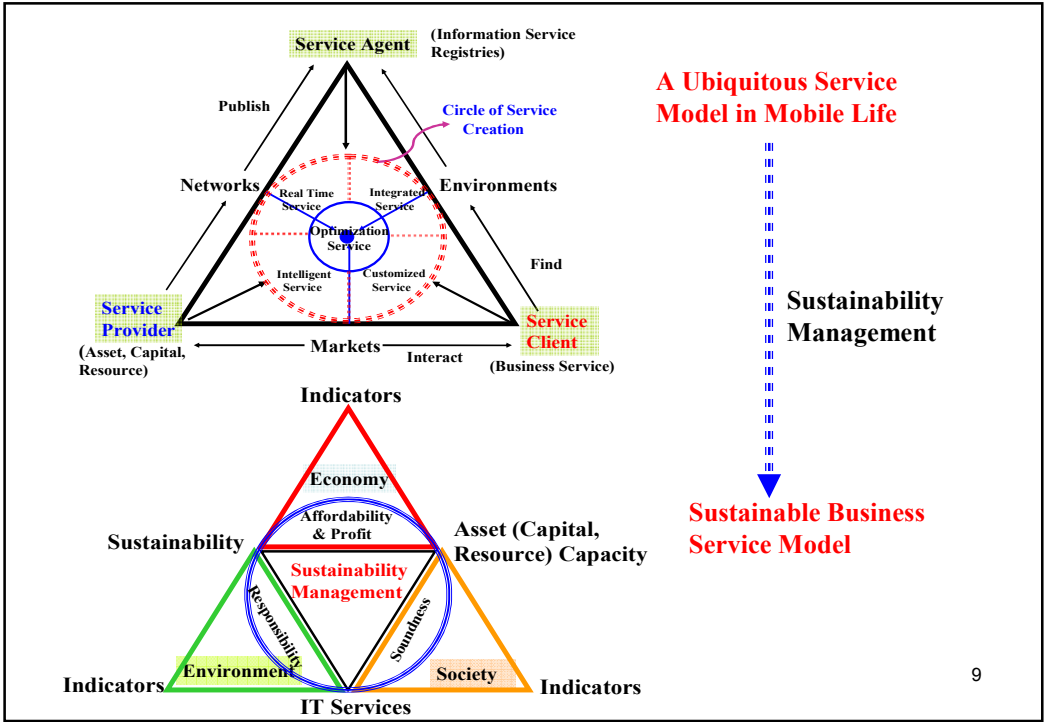 Service Agent
(Information Service
Registries)
Publish
Circle of Service
Creation
Networks
Environments
Real Time
Service
Integrated
Service
Optimization
Service
Intelligent
Service
Customized
Service
Find
Service
Provider
(Asset, Capital,
Resource)
Markets
Interact
Service
Client
(Business Service)
A Ubiquitous Service
Model in Mobile Life
Sustainability
Management
Sustainable Business
Service Model
Indicators
Economy
Affordability
& Profit
Sustainability
Asset (Capital,
Resource) Capacity
Sustainability
Management
Responsibility
Soundness
Environment
Society
Indicators
Indicators
IT Services
9